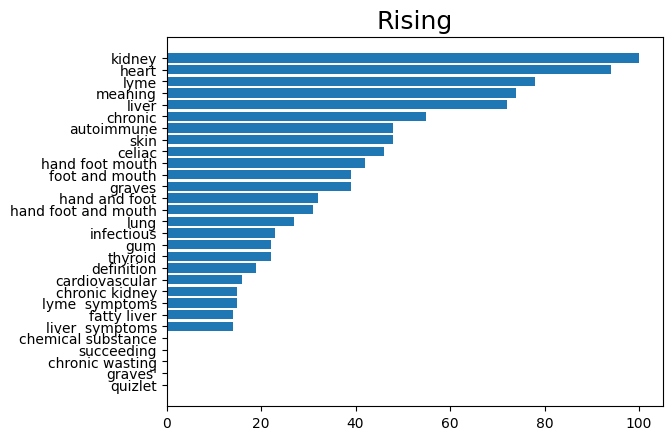 Rising
kidney
heart
lyme
meaning
liver
chronic
autoimmune
skin
celiac
hand foot mouth
foot and mouth
graves
hand and foot
hand foot and mouth
lung
infectious
gum
thyroid
definition
cardiovascular
chronic kidney
lyme  symptoms
fatty liver
liver  symptoms
chemical substance
succeeding
chronic wasting
graves'
quizlet
0 20 40 60 80 100